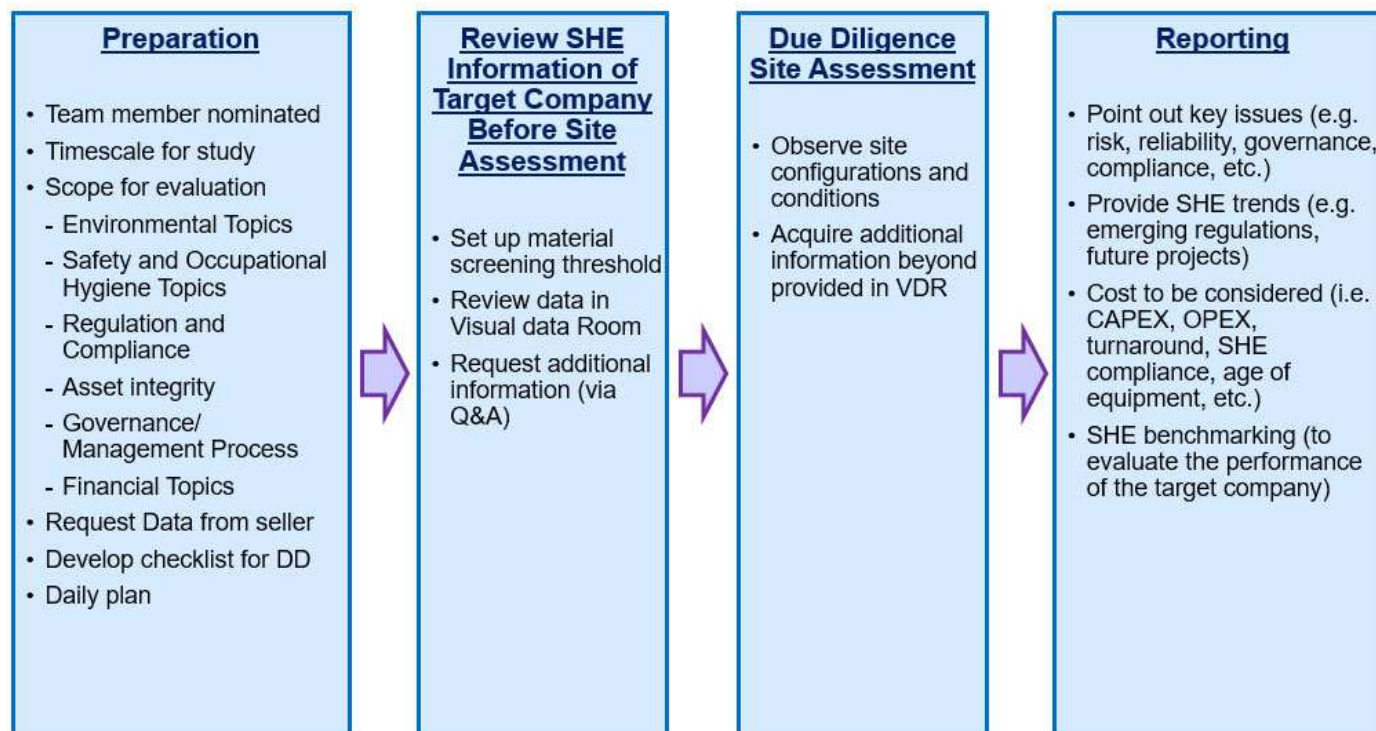 Preparation
• Team member nominated
• Timescale for study
• Scope for evaluation
- Environmental Topics
- Safety and Occupational
Hygiene Topics
- Regulation and
Compliance
- Asset integrity
- Governance/
Management Process
- Financial Topics
• Request Data from seller
• Develop checklist for DD
• Daily plan
Review SHE
Information of
Target Company
Before Site
Assessment
• Set up material
screening threshold
• Review data in
Visual data Room
• Request additional
information (via
Q&A)
Due Diligence
Site Assessment
• Observe site
configurations and
conditions
• Acquire additional
information beyond
provided in VDR
Reporting
• Point out key issues (e.g.
risk, reliability, governance,
compliance, etc.)
• Provide SHE trends (e.g.
emerging regulations,
future projects)
• Cost to be considered (i.e.
CAPEX, OPEX,
turnaround, SHE
compliance, age of
equipment, etc.)
• SHE benchmarking (to
evaluate the performance
of the target company)